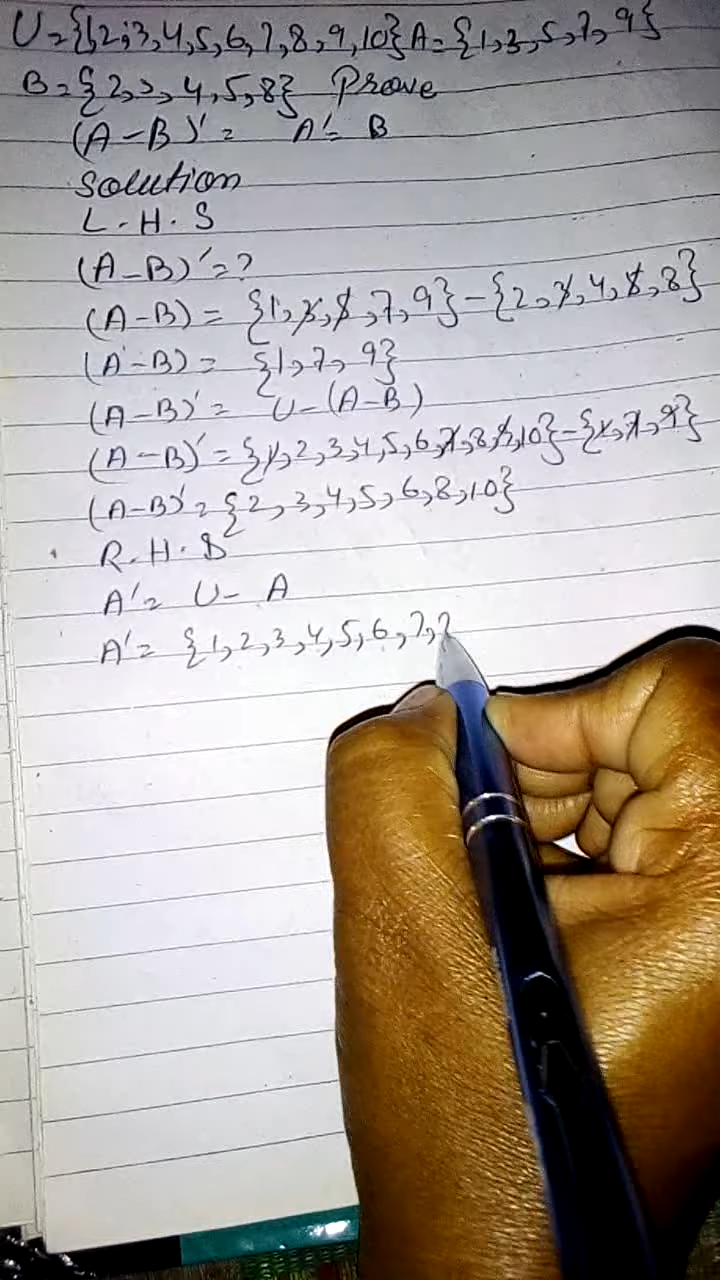 U={1,2,3,4,5,6,7,8,9,10} A={1,3,5,7,9}
B={2,3,4,5,8} Prove
(A-B)'= A'- B
Solution
L.H.S
(A-B)'=?
(A-B) = {1,3,5,7,9}-{2,3,4,5,8}
(A-B) = {1,7,9}
(A-B)'= U-(A-B)
(A-B)'={1,2,3,4,5,6,7,8,9,10}-{1,7,9}
(A-B)'={2,3,4,5,6,8,10}
R.H.S
A'= U- A
A'= {1,2,3,4,5,6,7,